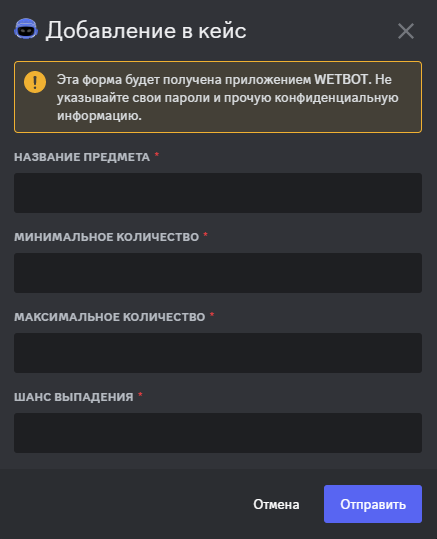 Добавление в кейс
Эта форма будет получена приложением WETBOT. Не
указывайте свои пароли и прочую конфиденциальную
информацию.
НАЗВАНИЕ ПРЕДМЕТА *
МИНИМАЛЬНОЕ КОЛИЧЕСТВО *
МАКСИМАЛЬНОЕ КОЛИЧЕСТВО *
ШАНС ВЫПАДЕНИЯ *
Отмена
Отправить